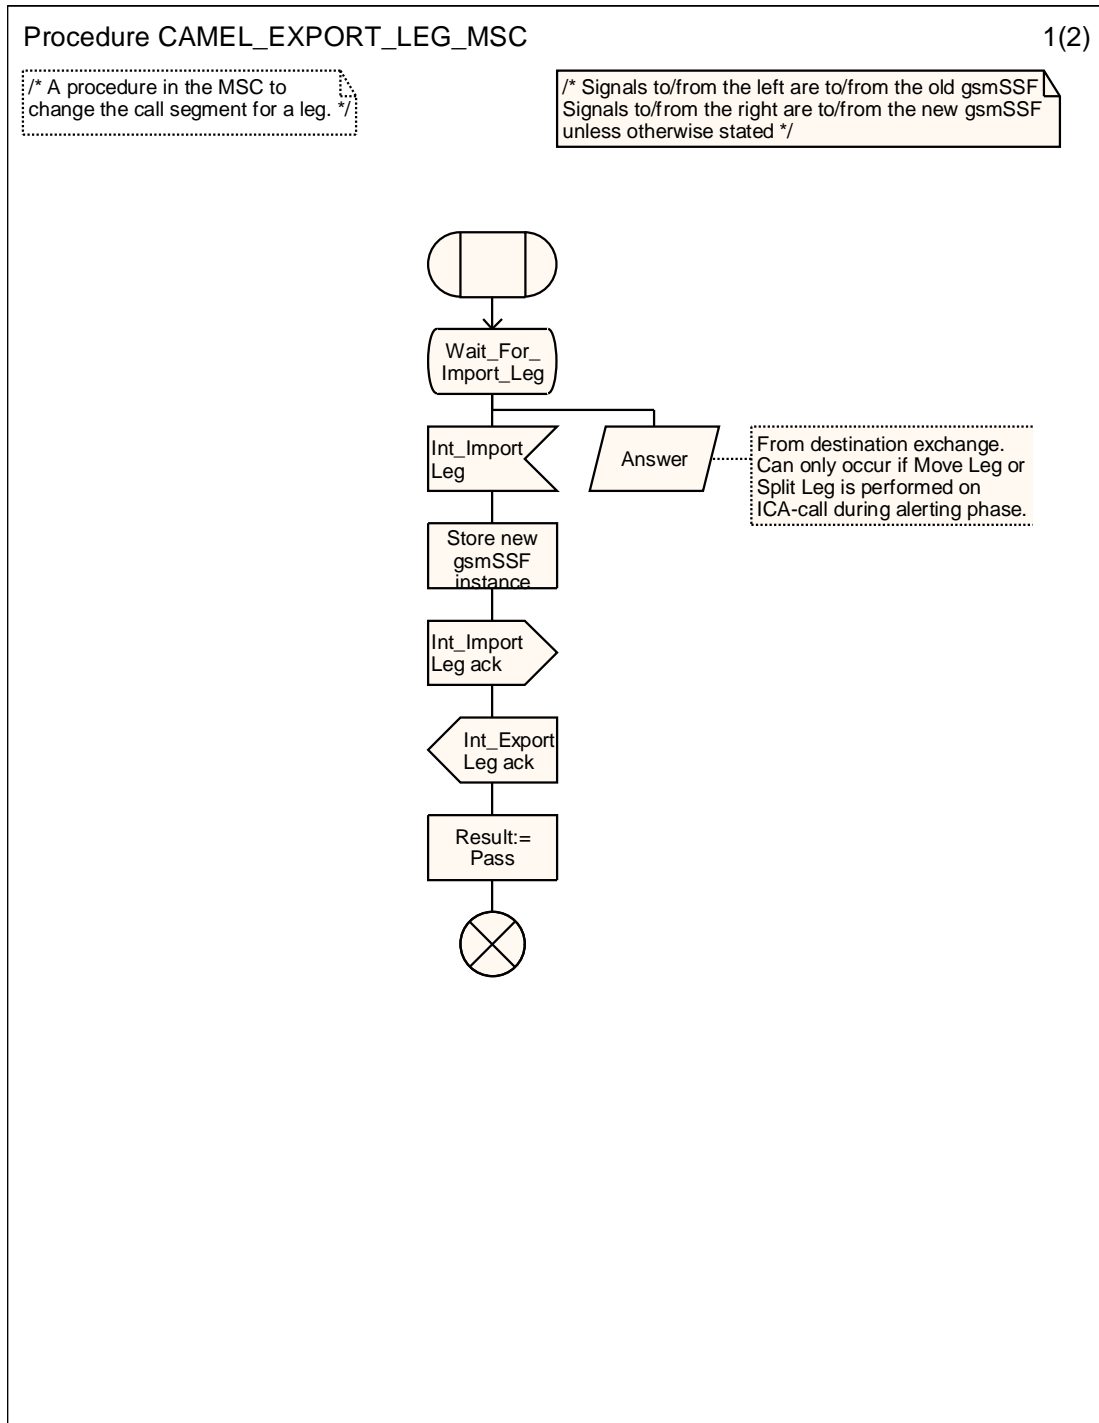 Procedure CAMEL_EXPORT_LEG_MSC
1(2)
/* A procedure in the MSC to
change the call segment for a leg. */
/* Signals to/from the left are to/from the old gsmSSF
Signals to/from the right are to/from the new gsmSSF
unless otherwise stated */
Wait_For_
Import_Leg
Int_Import
Leg
Answer
From destination exchange.
Can only occur if Move Leg or
Split Leg is performed on
ICA-call during alerting phase.
Store new
gsmSSF
instance
Int_Import
Leg ack
Int_Export
Leg ack
Result:=
Pass